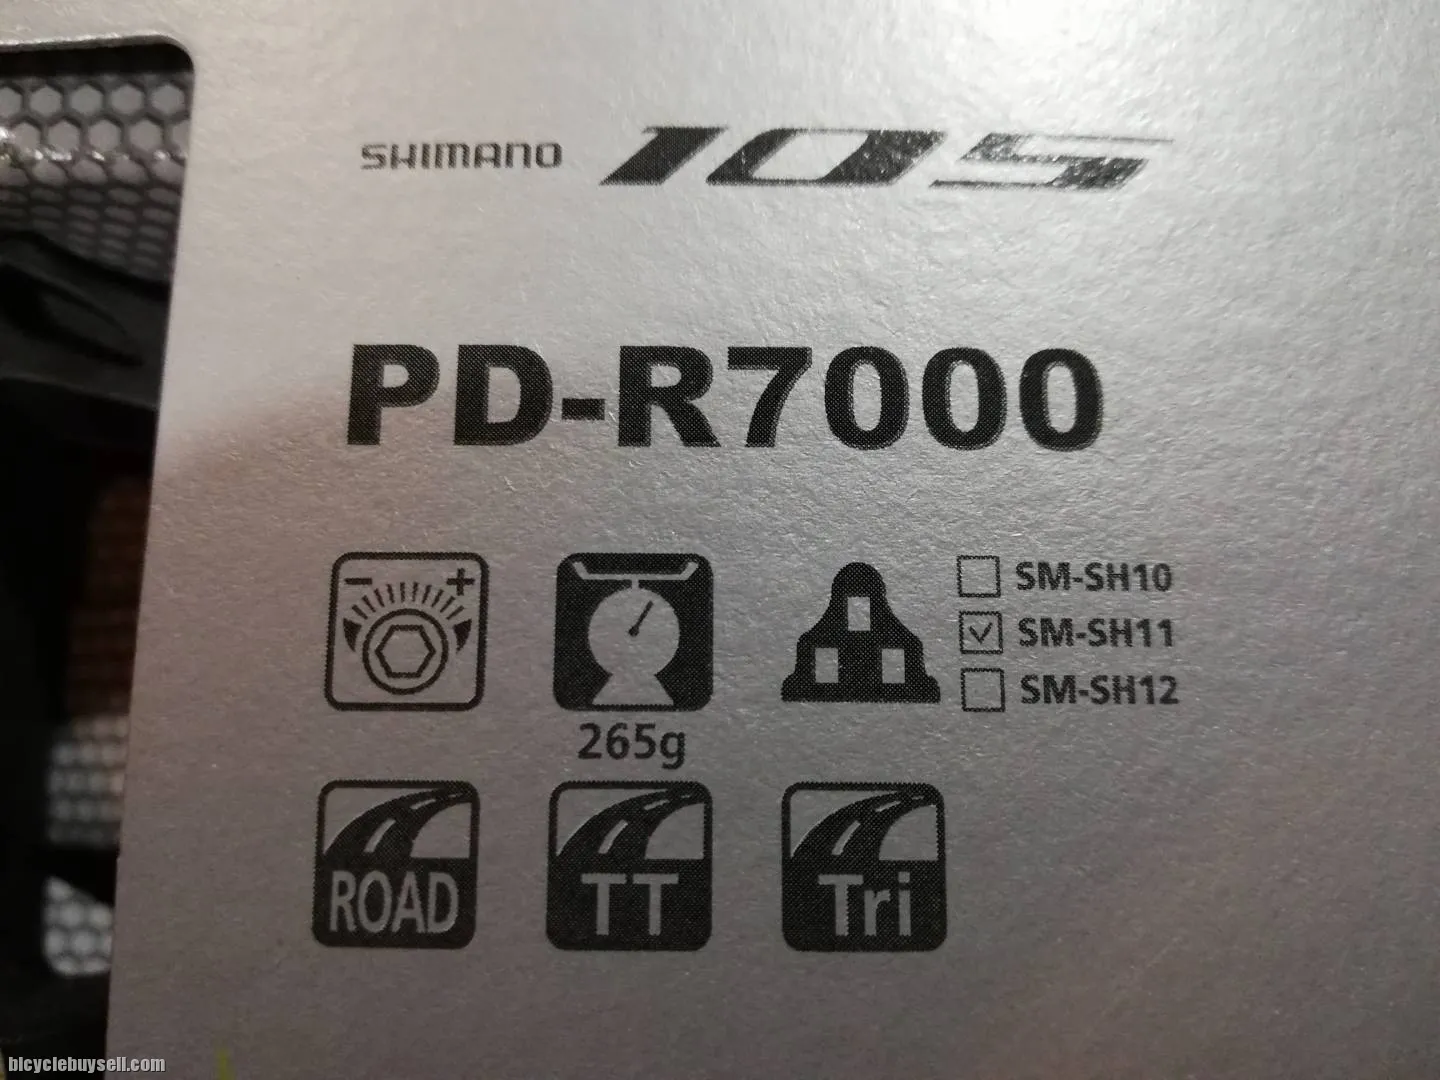 SHIMANO 105
PD-R7000
- +
SM-SH10
SM-SH11
SM-SH12
265g
ROAD
TT
Tri
bicyclebuysell.com